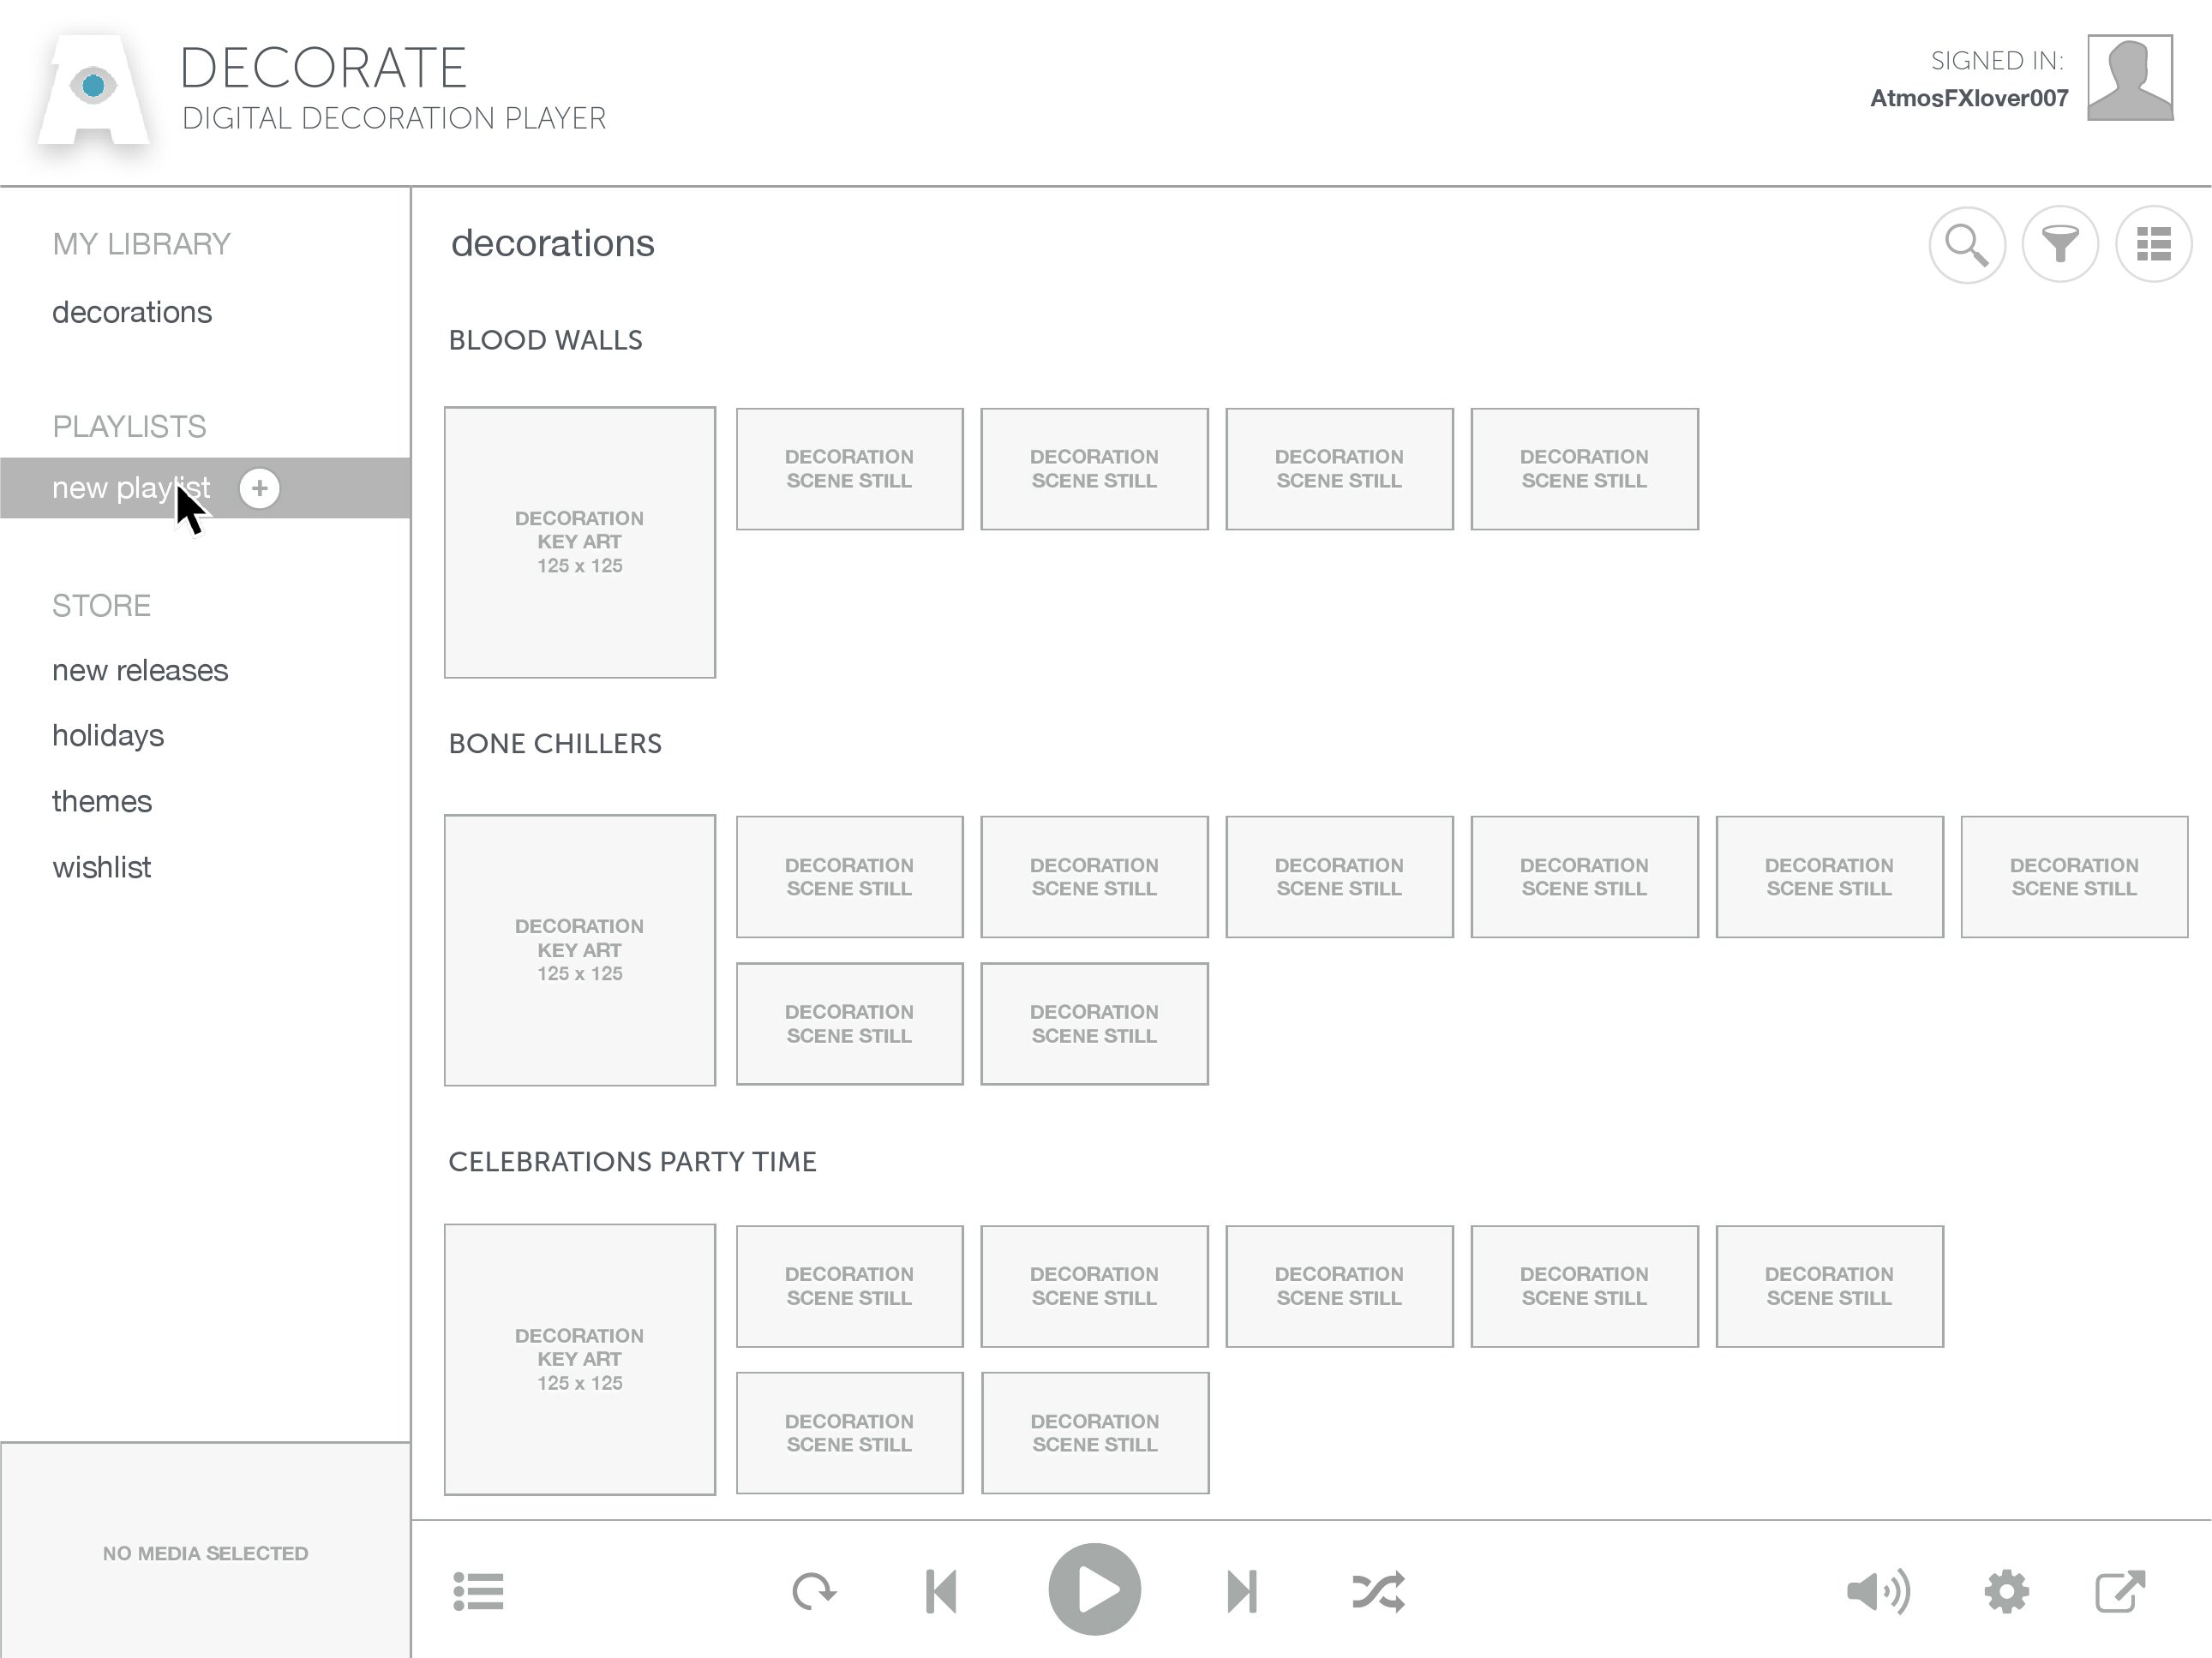 DECORATE
DIGITAL DECORATION PLAYER
SIGNED IN:
AtmosFXlover007
MY LIBRARY
decorations
PLAYLISTS
new playlist
STORE
new releases
holidays
themes
wishlist
NO MEDIA SELECTED
decorations
BLOOD WALLS
DECORATION
KEY ART
125 x 125
DECORATION
SCENE STILL
DECORATION
SCENE STILL
DECORATION
SCENE STILL
DECORATION
SCENE STILL
BONE CHILLERS
DECORATION
KEY ART
125 x 125
DECORATION
SCENE STILL
DECORATION
SCENE STILL
DECORATION
SCENE STILL
DECORATION
SCENE STILL
DECORATION
SCENE STILL
DECORATION
SCENE STILL
DECORATION
SCENE STILL
DECORATION
SCENE STILL
CELEBRATIONS PARTY TIME
DECORATION
KEY ART
125 x 125
DECORATION
SCENE STILL
DECORATION
SCENE STILL
DECORATION
SCENE STILL
DECORATION
SCENE STILL
DECORATION
SCENE STILL
DECORATION
SCENE STILL
DECORATION
SCENE STILL